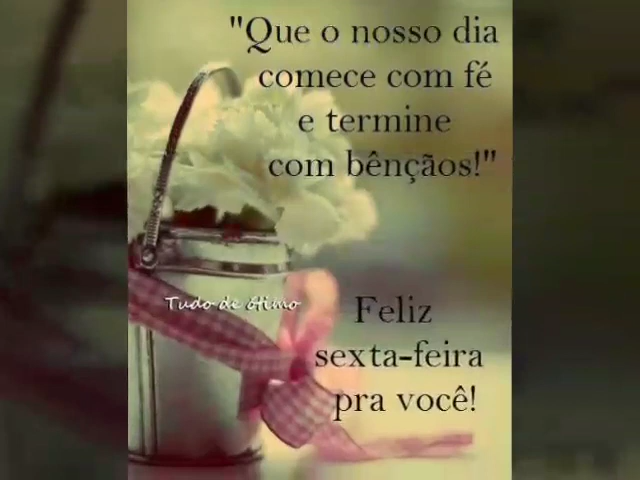 "Que o nosso dia
comece com fé
e termine
com bênçãos!"
Tudo de ótimo
Feliz
sexta-feira
pra você!